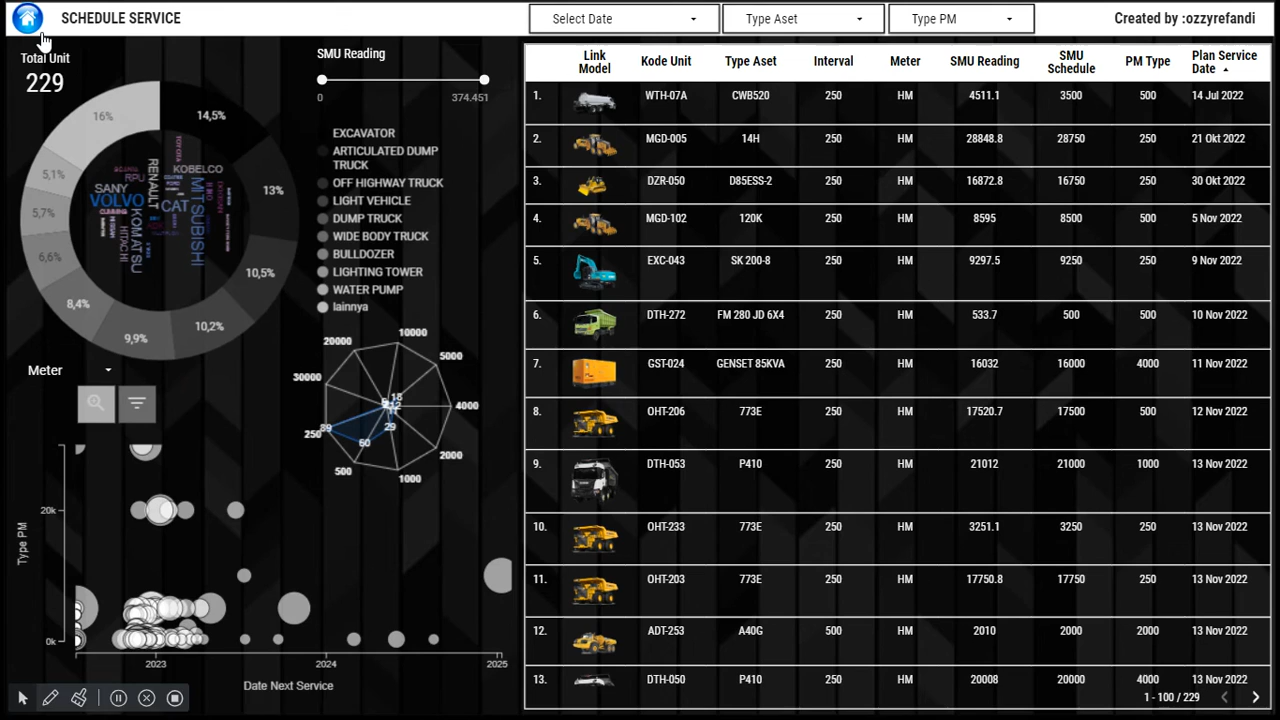 SCHEDULE SERVICE
Select Date
Type Aset
Type PM
Created by :ozzyrefandi
Total Unit
229
SMU Reading
0
374.451
16%
14,5%
5,1%
13%
5,7%
6,6%
10,5%
8,4%
10,2%
9,9%
RPU
KOBELCO
SANY
RENAULT
VOLVO
CAT
MITSUBISHI
KOMATSU
HITACHI
EXCAVATOR
ARTICULATED DUMP
TRUCK
OFF HIGHWAY TRUCK
LIGHT VEHICLE
DUMP TRUCK
WIDE BODY TRUCK
BULLDOZER
LIGHTING TOWER
WATER PUMP
lainnya
Meter
10000
20000
5000
30000
4000
250
2000
500
1000
18
12
89
29
60
Type PM
20k
0k
2023
2024
2025
Date Next Service
Link
Model
Kode Unit
Type Aset
Interval
Meter
SMU Reading
SMU
Schedule
PM Type
Plan Service
Date
1. WTH-07A CWB520 250 HM 4511.1 3500 500 14 Jul 2022
2. MGD-005 14H 250 HM 28848.8 28750 250 21 Okt 2022
3. DZR-050 D85ESS-2 250 HM 16872.8 16750 250 30 Okt 2022
4. MGD-102 120K 250 HM 8595 8500 500 5 Nov 2022
5. EXC-043 SK 200-8 250 HM 9297.5 9250 250 9 Nov 2022
6. DTH-272 FM 280 JD 6X4 250 HM 533.7 500 500 10 Nov 2022
7. GST-024 GENSET 85KVA 250 HM 16032 16000 4000 11 Nov 2022
8. OHT-206 773E 250 HM 17520.7 17500 500 12 Nov 2022
9. DTH-053 P410 250 HM 21012 21000 1000 13 Nov 2022
10. OHT-233 773E 250 HM 3251.1 3250 250 13 Nov 2022
11. OHT-203 773E 250 HM 17750.8 17750 250 13 Nov 2022
12. ADT-253 A40G 500 HM 2010 2000 2000 13 Nov 2022
13. DTH-050 P410 250 HM 20008 20000 4000 13 Nov 2022
1 - 100 / 229